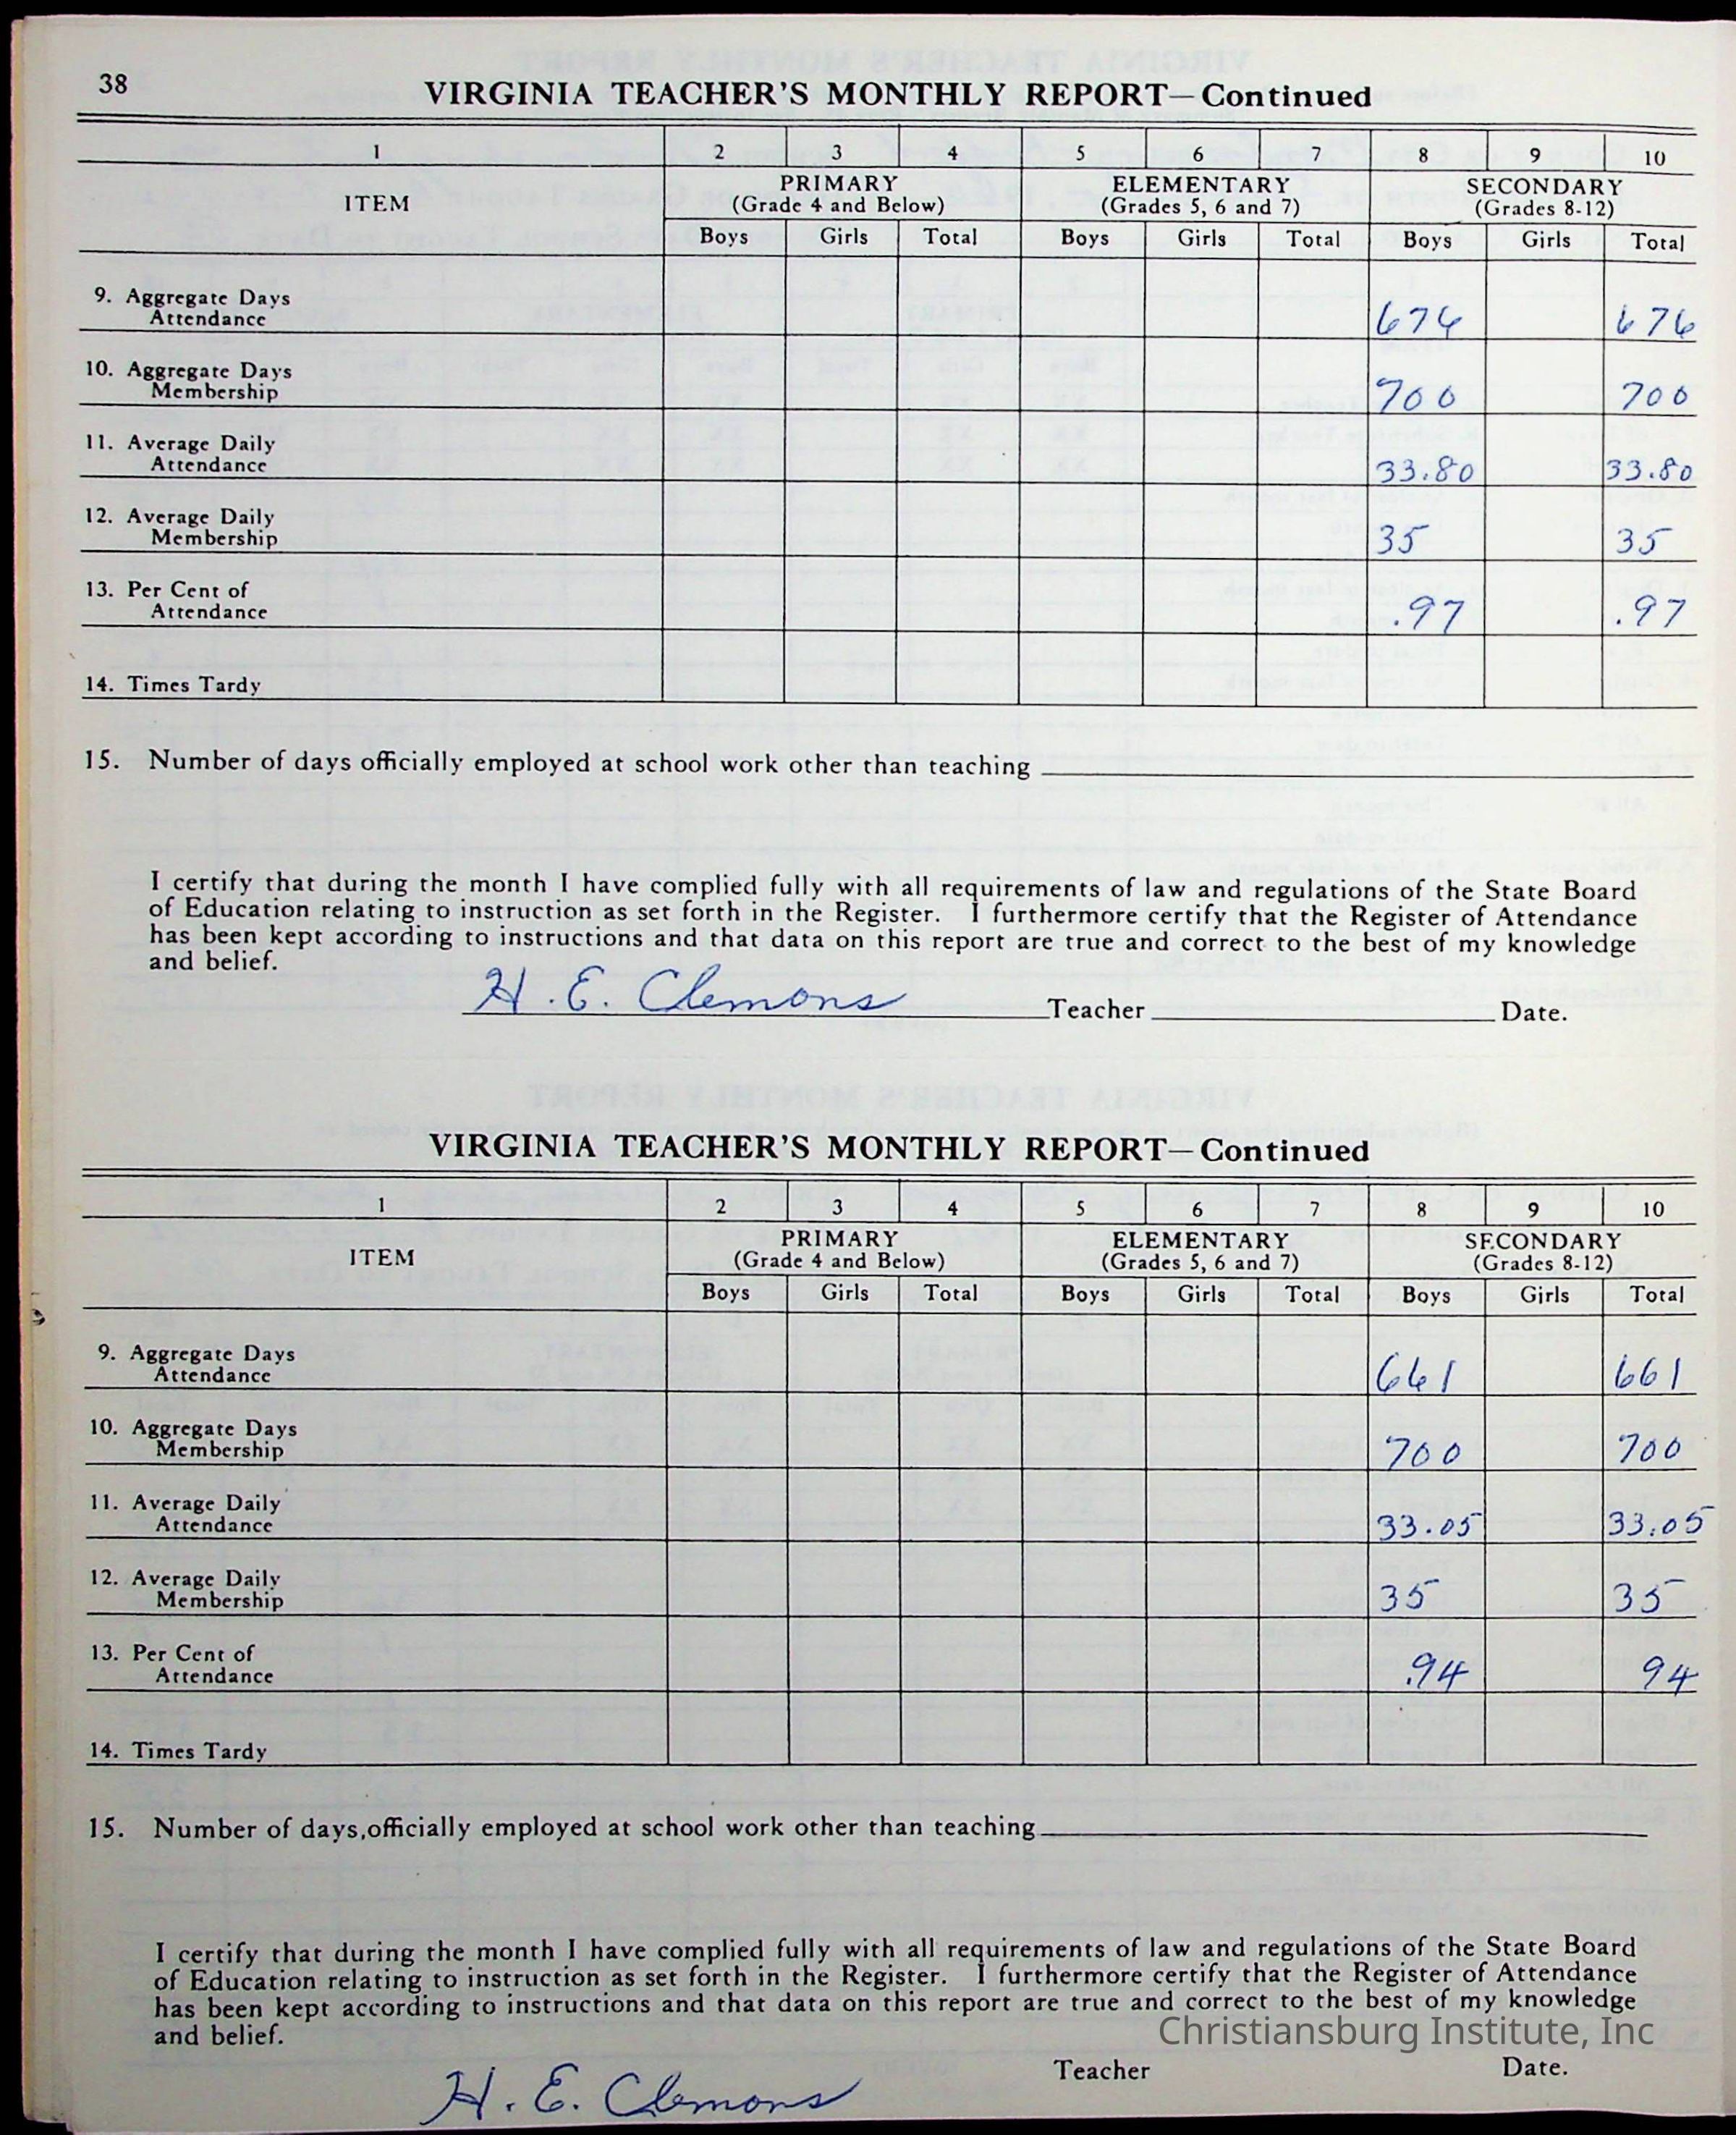 38
VIRGINIA TEACHER'S MONTHLY REPORT—Continued
1 2 3 4 5 6 7 8 9 10
ITEM PRIMARY (Grade 4 and Below) ELEMENTARY (Grades 5, 6 and 7) SECONDARY (Grades 8-12)
Boys Girls Total Boys Girls Total Boys Girls Total
9. Aggregate Days
Attendance 676 676
10. Aggregate Days
Membership 700 700
11. Average Daily
Attendance 33.80 33.80
12. Average Daily
Membership 35 35
13. Per Cent of
Attendance .97 .97
14. Times Tardy
15. Number of days officially employed at school work other than teaching
I certify that during the month I have complied fully with all requirements of law and regulations of the State Board
of Education relating to instruction as set forth in the Register. I furthermore certify that the Register of Attendance
has been kept according to instructions and that data on this report are true and correct to the best of my knowledge
and belief.
H. E. Clemons Teacher Date.
VIRGINIA TEACHER'S MONTHLY REPORT—Continued
1 2 3 4 5 6 7 8 9 10
ITEM PRIMARY (Grade 4 and Below) ELEMENTARY (Grades 5, 6 and 7) SECONDARY (Grades 8-12)
Boys Girls Total Boys Girls Total Boys Girls Total
9. Aggregate Days
Attendance 661 661
10. Aggregate Days
Membership 700 700
11. Average Daily
Attendance 33.05 33.05
12. Average Daily
Membership 35 35
13. Per Cent of
Attendance .94 94
14. Times Tardy
15. Number of days officially employed at school work other than teaching
I certify that during the month I have complied fully with all requirements of law and regulations of the State Board
of Education relating to instruction as set forth in the Register. I furthermore certify that the Register of Attendance
has been kept according to instructions and that data on this report are true and correct to the best of my knowledge
and belief.
Christiansburg Institute, Inc
Teacher Date.
H. E. Clemons